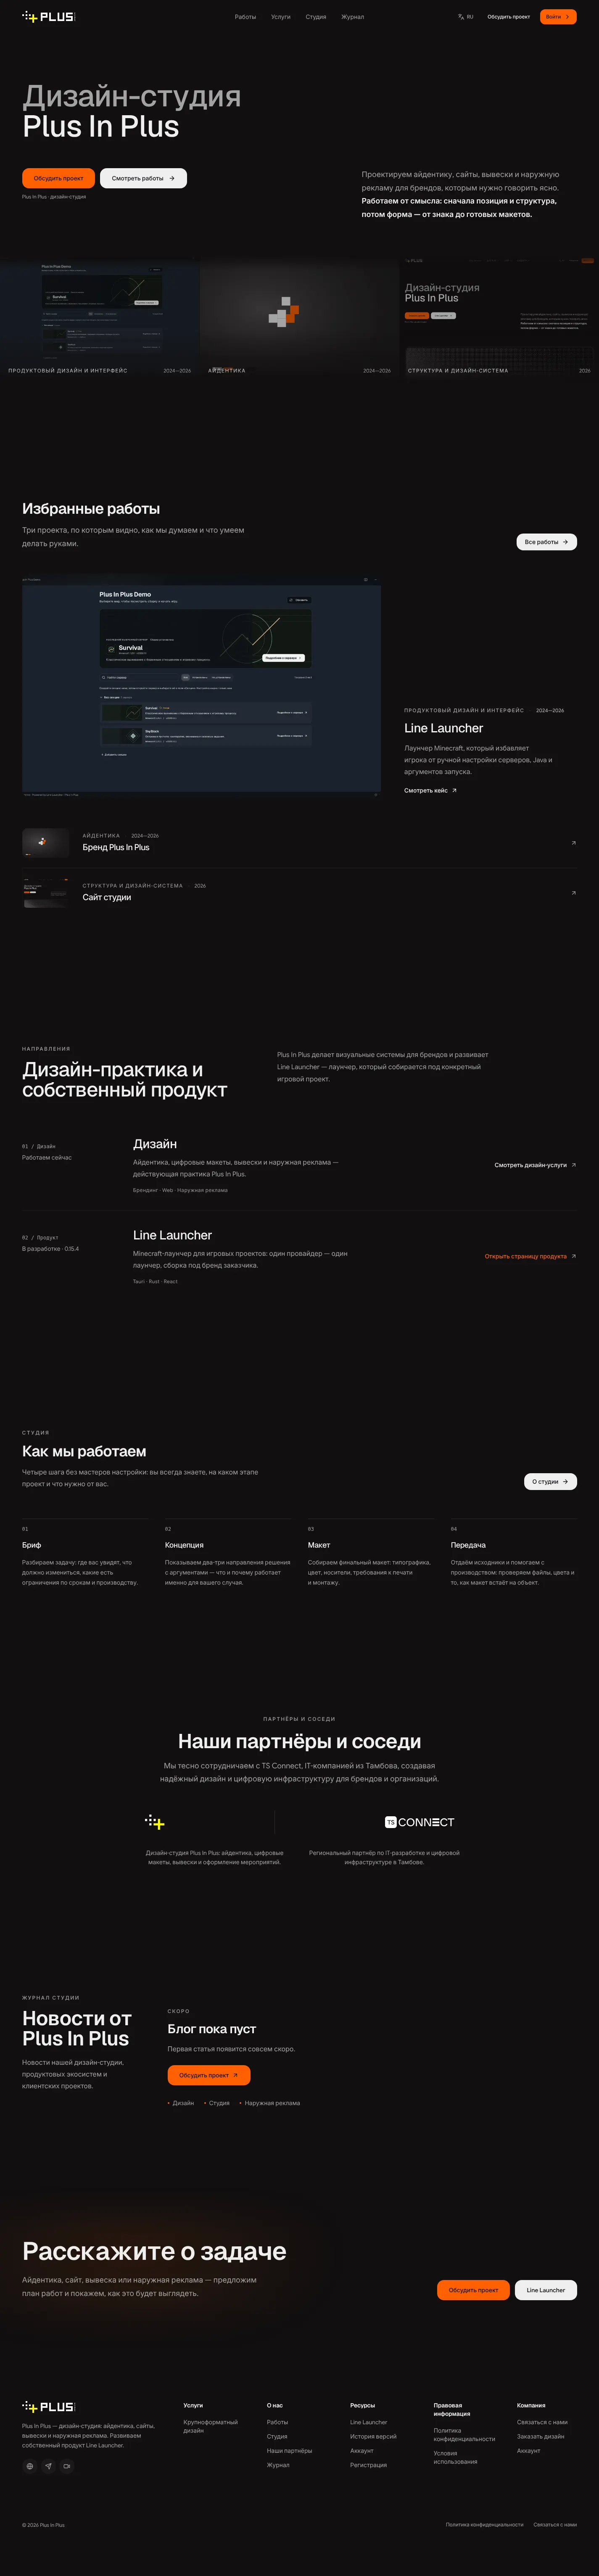 PLUS
Работы
Услуги
Студия
Журнал
RU
Обсудить проект
Войти
Дизайн-студия
Plus In Plus
Обсудить проект
Смотреть работы
Plus In Plus · дизайн-студия
Проектируем айдентику, сайты, вывески и наружную
рекламу для брендов, которым нужно говорить ясно.
Работаем от смысла: сначала позиция и структура,
потом форма — от знака до готовых макетов.
Plus In Plus Demo
Survival
Дизайн-студия
Plus In Plus
ПРОДУКТОВЫЙ ДИЗАЙН И ИНТЕРФЕЙС
2024—2026
АЙДЕНТИКА
2024—2026
СТРУКТУРА И ДИЗАЙН-СИСТЕМА
2026
Избранные работы
Три проекта, по которым видно, как мы думаем и что умеем
делать руками.
Все работы
Plus In Plus Demo
Survival
ПРОДУКТОВЫЙ ДИЗАЙН И ИНТЕРФЕЙС
2024—2026
Line Launcher
Лаунчер Minecraft, который избавляет
игрока от ручной настройки серверов, Java и
аргументов запуска.
Смотреть кейс
АЙДЕНТИКА
2024—2026
Бренд Plus In Plus
СТРУКТУРА И ДИЗАЙН-СИСТЕМА
2026
Сайт студии
НАПРАВЛЕНИЯ
Дизайн-практика и
собственный продукт
Plus In Plus делает визуальные системы для брендов и развивает
Line Launcher — лаунчер, который собирается под конкретный
игровой проект.
01 / Дизайн
Работаем сейчас
Дизайн
Айдентика, цифровые макеты, вывески и наружная реклама —
действующая практика Plus In Plus.
Брендинг · Web · Наружная реклама
Смотреть дизайн-услуги
02 / Продукт
В разработке · 0.15.4
Line Launcher
Minecraft-лаунчер для игровых проектов: один провайдер — один
лаунчер, сборка под бренд заказчика.
Tauri · Rust · React
Открыть страницу продукта
СТУДИЯ
Как мы работаем
Четыре шага без мастеров настройки: вы всегда знаете, на каком этапе
проект и что нужно от вас.
О студии
01
Бриф
Разбираем задачу: где вас увидят, что
должно измениться, какие есть
ограничения по срокам и производству.
02
Концепция
Показываем два-три направления решения
с аргументами — что и почему работает
именно для вашего случая.
03
Макет
Собираем финальный макет: типографика,
цвет, носители, требования к печати
и монтажу.
04
Передача
Отдаём исходники и помогаем с
производством: проверяем файлы, цвета и
то, как макет встаёт на объект.
ПАРТНЁРЫ И СОСЕДИ
Наши партнёры и соседи
Мы тесно сотрудничаем с TS Connect, IT-компанией из Тамбова, создавая
надёжный дизайн и цифровую инфраструктуру для брендов и организаций.
TS CONNECT
Дизайн-студия Plus In Plus: айдентика, цифровые
макеты, вывески и оформление мероприятий.
Региональный партнёр по IT-разработке и цифровой
инфраструктуре в Тамбове.
ЖУРНАЛ СТУДИИ
Новости от
Plus In Plus
Новости нашей дизайн-студии,
продуктовых экосистем и
клиентских проектов.
СКОРО
Блог пока пуст
Первая статья появится совсем скоро.
Обсудить проект
Дизайн
Студия
Наружная реклама
Расскажите о задаче
Айдентика, сайт, вывеска или наружная реклама — предложим
план работ и покажем, как это будет выглядеть.
Обсудить проект
Line Launcher
PLUS
Plus In Plus — дизайн-студия: айдентика, сайты,
вывески и наружная реклама. Развиваем
собственный продукт Line Launcher.
Услуги
Крупноформатный
дизайн
О нас
Работы
Студия
Наши партнёры
Журнал
Ресурсы
Line Launcher
История версий
Аккаунт
Регистрация
Правовая
информация
Политика
конфиденциальности
Условия
использования
Компания
Связаться с нами
Заказать дизайн
Аккаунт
© 2026 Plus In Plus
Политика конфиденциальности
Связаться с нами